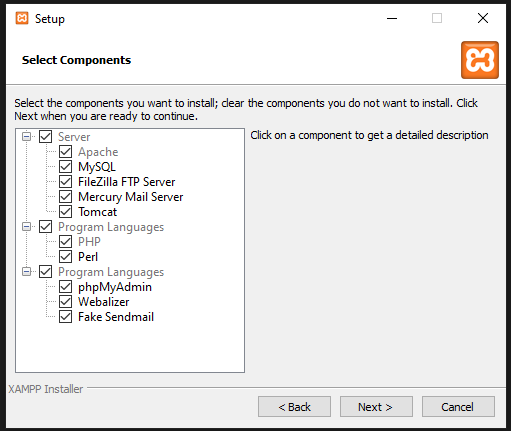 Setup
Select Components
Select the components you want to install; clear the components you do not want to install. Click
Next when you are ready to continue.
Server
Apache
MySQL
FileZilla FTP Server
Mercury Mail Server
Tomcat
Program Languages
PHP
Perl
Program Languages
phpMyAdmin
Webalizer
Fake Sendmail
Click on a component to get a detailed description
XAMPP Installer
< Back
Next >
Cancel